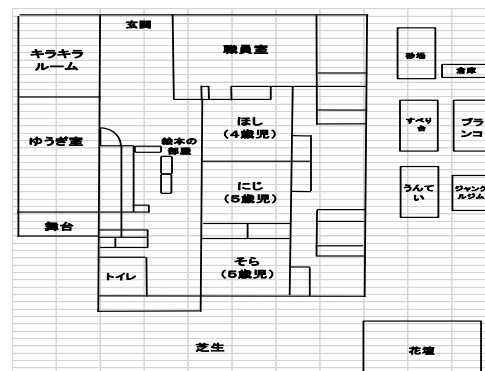 玄関
キラキラ
ルーム
職員室
砂場
倉庫
ほし
(4歳児)
すべり
台
ブラ
ンコ
ゆうぎ室
絵本の
部屋
にじ
(5歳児)
うんて
い
ジャング
ルジム
舞台
そら
(5歳児)
トイレ
芝生
花壇